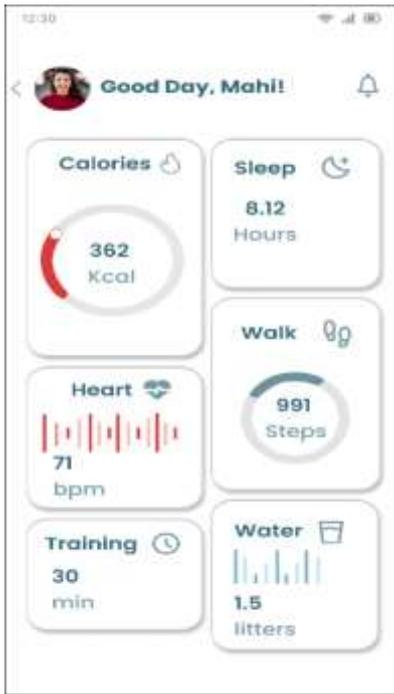 12:30
Good Day, Mahi!
Calories
362
Kcal
Sleep
8.12
Hours
Walk
991
Steps
Heart
71
bpm
Training
30
min
Water
1.5
litters